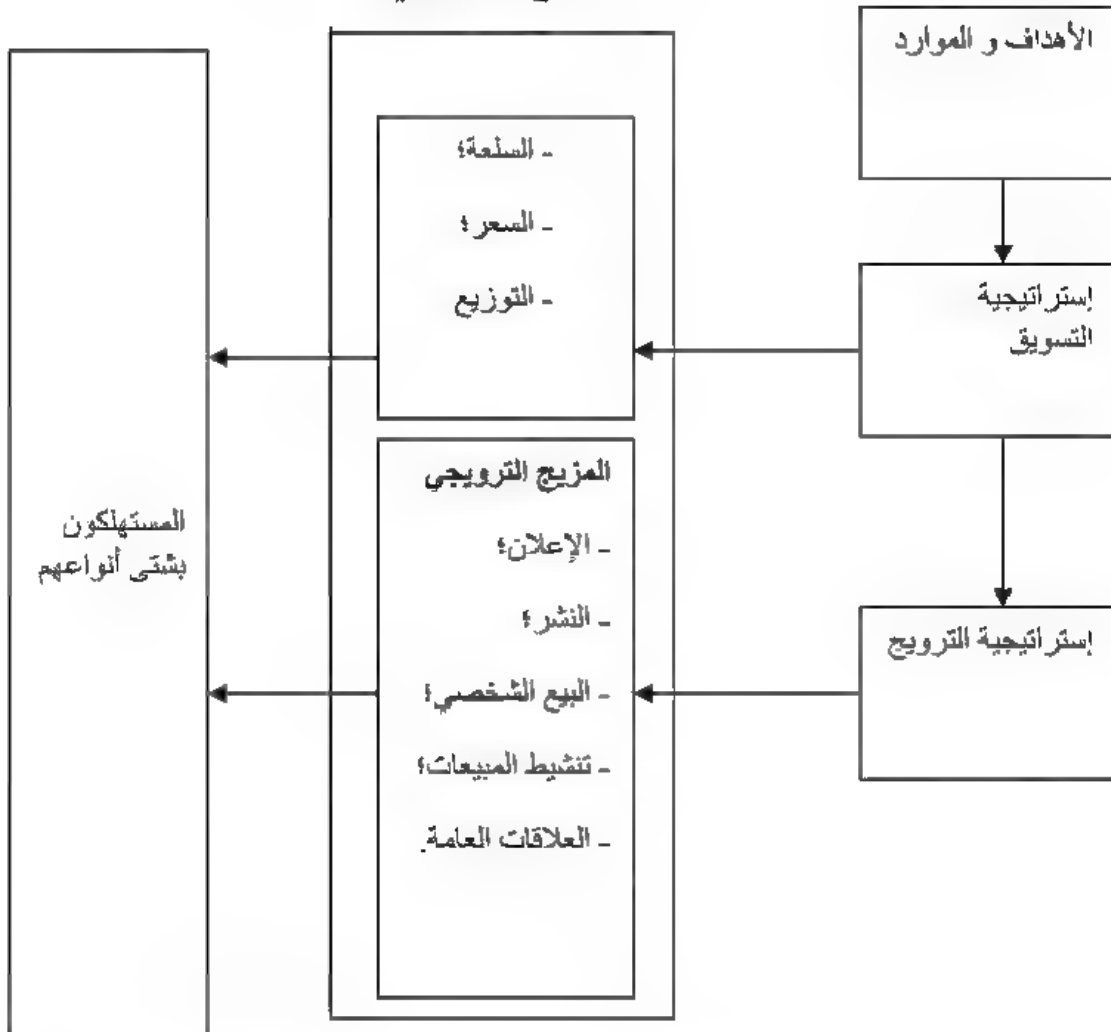 الأهداف و الموارد
إستراتيجية
التسويق
إستراتيجية الترويج
- السلعة؛
- السعر؛
- التوزيع
المزيج الترويجي
- الإعلان؛
- النشر؛
- البيع الشخصي؛
- تنشيط المبيعات؛
- العلاقات العامة.
المستهلكون
بشتى أنواعهم